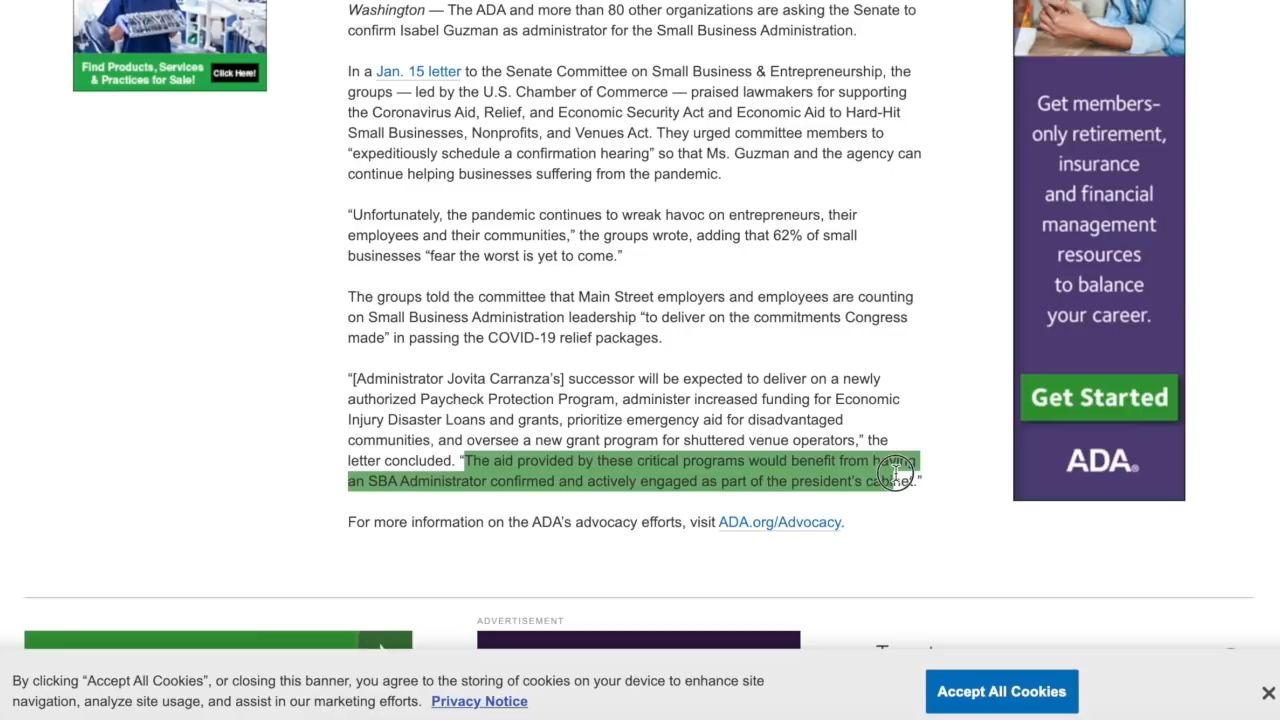 Find Products, Services
& Practices for Sale!
Click Here!
Washington — The ADA and more than 80 other organizations are asking the Senate to
confirm Isabel Guzman as administrator for the Small Business Administration.
In a Jan. 15 letter to the Senate Committee on Small Business & Entrepreneurship, the
groups — led by the U.S. Chamber of Commerce — praised lawmakers for supporting
the Coronavirus Aid, Relief, and Economic Security Act and Economic Aid to Hard-Hit
Small Businesses, Nonprofits, and Venues Act. They urged committee members to
“expeditiously schedule a confirmation hearing” so that Ms. Guzman and the agency can
continue helping businesses suffering from the pandemic.
“Unfortunately, the pandemic continues to wreak havoc on entrepreneurs, their
employees and their communities,” the groups wrote, adding that 62% of small
businesses “fear the worst is yet to come.”
The groups told the committee that Main Street employers and employees are counting
on Small Business Administration leadership “to deliver on the commitments Congress
made” in passing the COVID-19 relief packages.
“[Administrator Jovita Carranza’s] successor will be expected to deliver on a newly
authorized Paycheck Protection Program, administer increased funding for Economic
Injury Disaster Loans and grants, prioritize emergency aid for disadvantaged
communities, and oversee a new grant program for shuttered venue operators,” the
letter concluded. “The aid provided by these critical programs would benefit from having
an SBA Administrator confirmed and actively engaged as part of the president’s cabinet.”
For more information on the ADA’s advocacy efforts, visit ADA.org/Advocacy.
Get members-
only retirement,
insurance
and financial
management
resources
to balance
your career.
Get Started
ADA®
ADVERTISEMENT
By clicking “Accept All Cookies”, or closing this banner, you agree to the storing of cookies on your device to enhance site
navigation, analyze site usage, and assist in our marketing efforts. Privacy Notice
Accept All Cookies